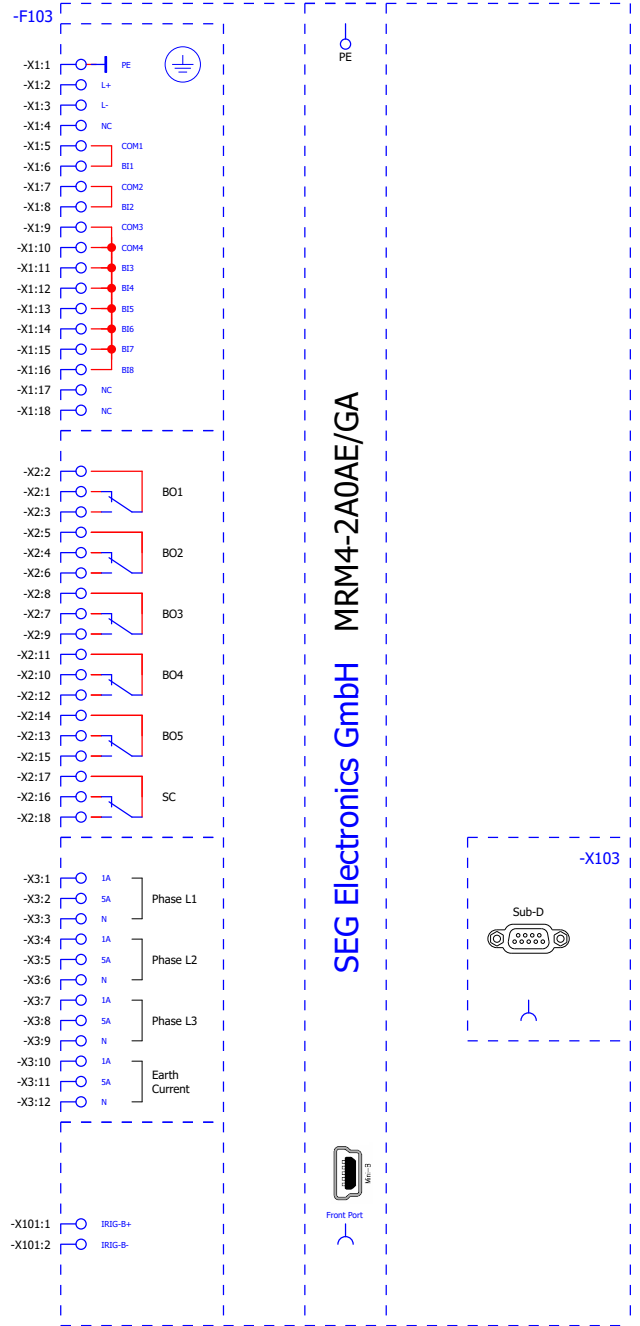 -F103
PE
-X1:1 PE
-X1:2 L+
-X1:3 L-
-X1:4 NC
-X1:5 COM1
-X1:6 BI1
-X1:7 COM2
-X1:8 BI2
-X1:9 COM3
-X1:10 COM4
-X1:11 BI3
-X1:12 BI4
-X1:13 BI5
-X1:14 BI6
-X1:15 BI7
-X1:16 BI8
-X1:17 NC
-X1:18 NC
-X2:2
-X2:1 BO1
-X2:3
-X2:5
-X2:4 BO2
-X2:6
-X2:8
-X2:7 BO3
-X2:9
-X2:11
-X2:10 BO4
-X2:12
-X2:14
-X2:13 BO5
-X2:15
-X2:17
-X2:16 SC
-X2:18
-X3:1 1A
-X3:2 5A Phase L1
-X3:3 N
-X3:4 1A
-X3:5 5A Phase L2
-X3:6 N
-X3:7 1A
-X3:8 5A Phase L3
-X3:9 N
-X3:10 1A
-X3:11 5A
-X3:12 N
Earth
Current
-X101:1 IRIG-B+
-X101:2 IRIG-B-
SEG Electronics GmbH MRM4-2A0AE/GA
Mini-B
Front Port
-X103
Sub-D